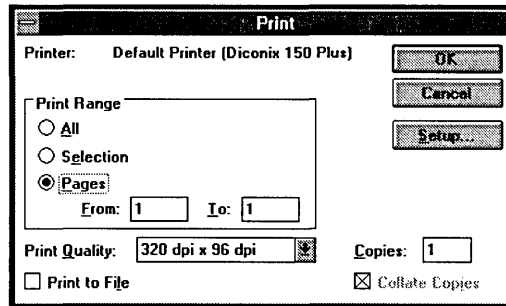 Print
Printer: Default Printer (Diconix 150 Plus)
OK
Cancel
Setup...
Print Range
All
Selection
Pages
From: 1 To: 1
Print Quality: 320 dpi x 96 dpi
Copies: 1
Print to File
Collate Copies